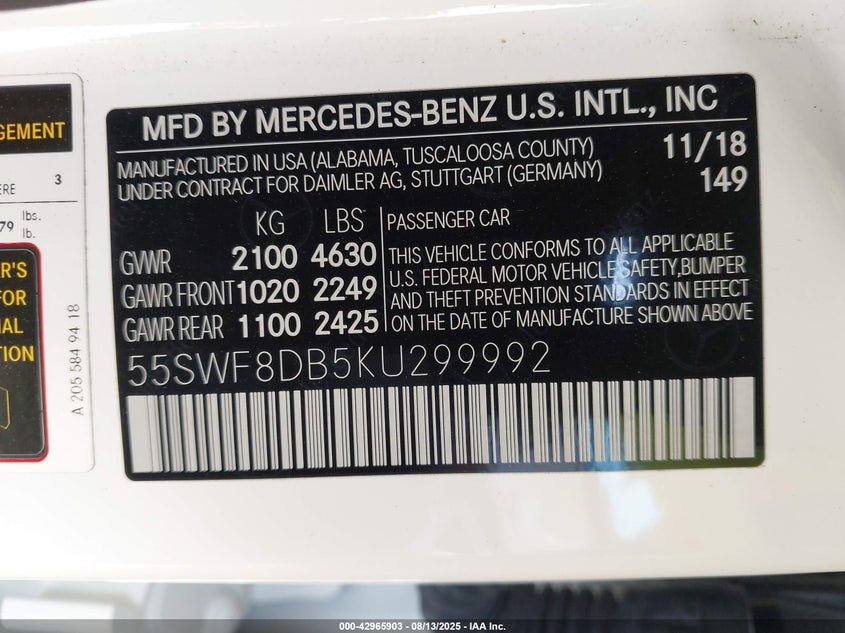 GEMENT
ERE 3
79 lbs.
lb.
R'S
FOR
IAL
TION
A 205 584 94 18
MFD BY MERCEDES-BENZ U.S. INTL., INC
MANUFACTURED IN USA (ALABAMA, TUSCALOOSA COUNTY) 11/18
UNDER CONTRACT FOR DAIMLER AG, STUTTGART (GERMANY) 149
KG LBS PASSENGER CAR
GWR 2100 4630 THIS VEHICLE CONFORMS TO ALL APPLICABLE
U.S. FEDERAL MOTOR VEHICLE SAFETY,BUMPER
GAWR FRONT 1020 2249 AND THEFT PREVENTION STANDARDS IN EFFECT
GAWR REAR 1100 2425 ON THE DATE OF MANUFACTURE SHOWN ABOVE
55SWF8DB5KU299992
000-42965903 - 08/13/2025 - IAA Inc.